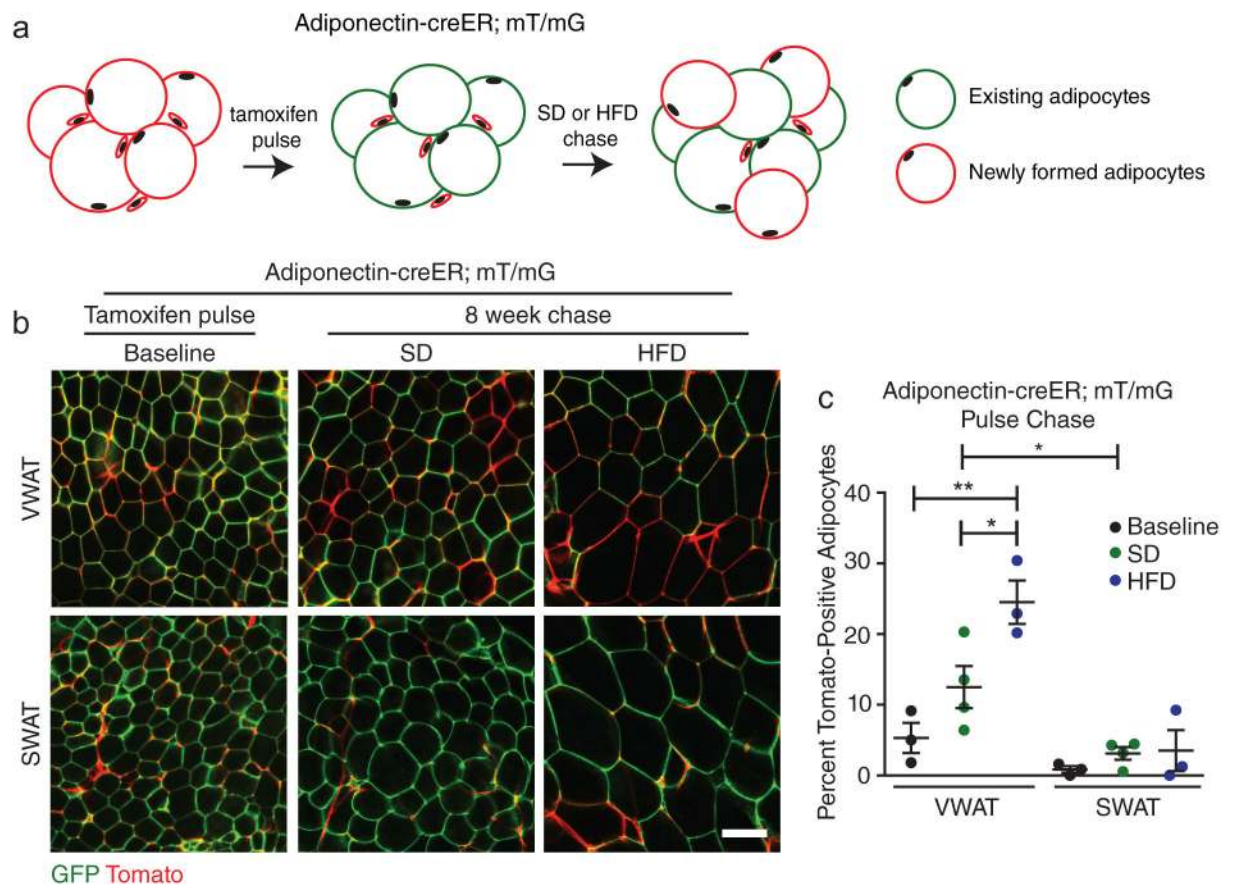 a
Adiponectin-creER; mT/mG
tamoxifen
pulse
SD or HFD
chase
Existing adipocytes
Newly formed adipocytes
Adiponectin-creER; mT/mG
b
Tamoxifen pulse
8 week chase
Baseline
SD
HFD
VWAT
SWAT
GFP Tomato
c
Adiponectin-creER; mT/mG
Pulse Chase
Percent Tomato-Positive Adipocytes
40
30
20
10
0
*
**
*
Baseline
SD
HFD
VWAT
SWAT